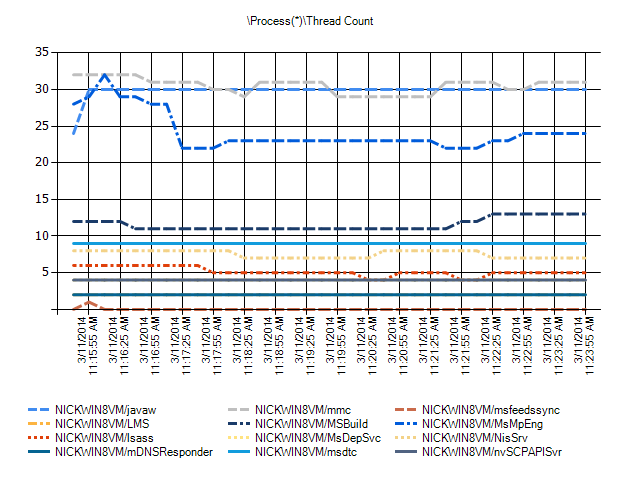 \Process(*)\Thread Count
35
30
25
20
15
10
5
3/11/2014
11:15:55 AM
3/11/2014
11:16:25 AM
3/11/2014
11:16:55 AM
3/11/2014
11:17:25 AM
3/11/2014
11:17:55 AM
3/11/2014
11:18:25 AM
3/11/2014
11:18:55 AM
3/11/2014
11:19:25 AM
3/11/2014
11:19:55 AM
3/11/2014
11:20:25 AM
3/11/2014
11:20:55 AM
3/11/2014
11:21:25 AM
3/11/2014
11:21:55 AM
3/11/2014
11:22:25 AM
3/11/2014
11:22:55 AM
3/11/2014
11:23:25 AM
3/11/2014
11:23:55 AM
NICKWIN8VM/javaw NICKWIN8VM/mmc NICKWIN8VM/msfeedssync
NICKWIN8VM/LMS NICKWIN8VM/MSBuild NICKWIN8VM/MsMpEng
NICKWIN8VM/lsass NICKWIN8VM/MsDepSvc NICKWIN8VM/NisSrv
NICKWIN8VM/mDNSResponder NICKWIN8VM/msdtc NICKWIN8VM/nvSCPAPISvr